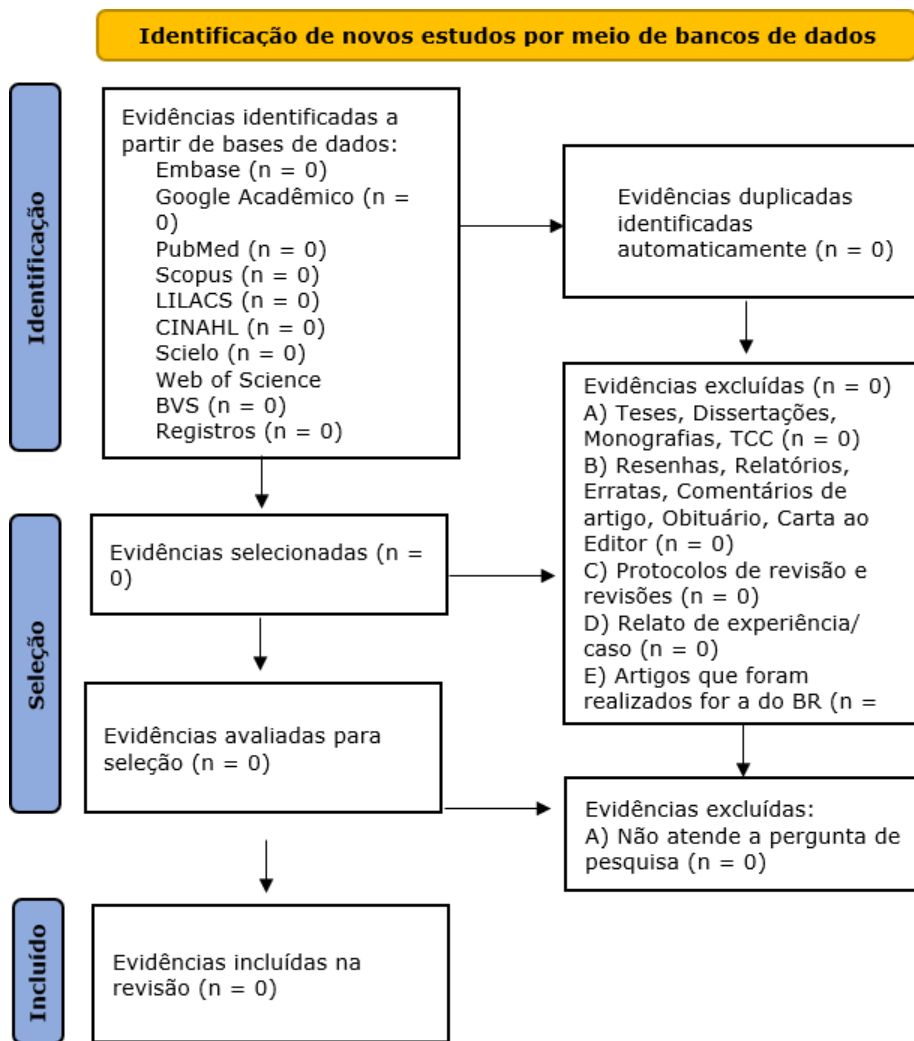 Identificação de novos estudos por meio de bancos de dados
Identificação
Evidências identificadas a
partir de bases de dados:
Embase (n = 0)
Google Acadêmico (n =
0)
PubMed (n = 0)
Scopus (n = 0)
LILACS (n = 0)
CINAHL (n = 0)
Scielo (n = 0)
Web of Science
BVS (n = 0)
Registros (n = 0)
Evidências duplicadas
identificadas
automaticamente (n = 0)
Evidências excluídas (n = 0)
A) Teses, Dissertações,
Monografias, TCC (n = 0)
B) Resenhas, Relatórios,
Erratas, Comentários de
artigo, Obituário, Carta ao
Editor (n = 0)
C) Protocolos de revisão e
revisões (n = 0)
D) Relato de experiência/
caso (n = 0)
E) Artigos que foram
realizados for a do BR (n =
Seleção
Evidências selecionadas (n =
0)
Evidências avaliadas para
seleção (n = 0)
Evidências excluídas:
A) Não atende a pergunta de
pesquisa (n = 0)
Incluído
Evidências incluídas na
revisão (n = 0)